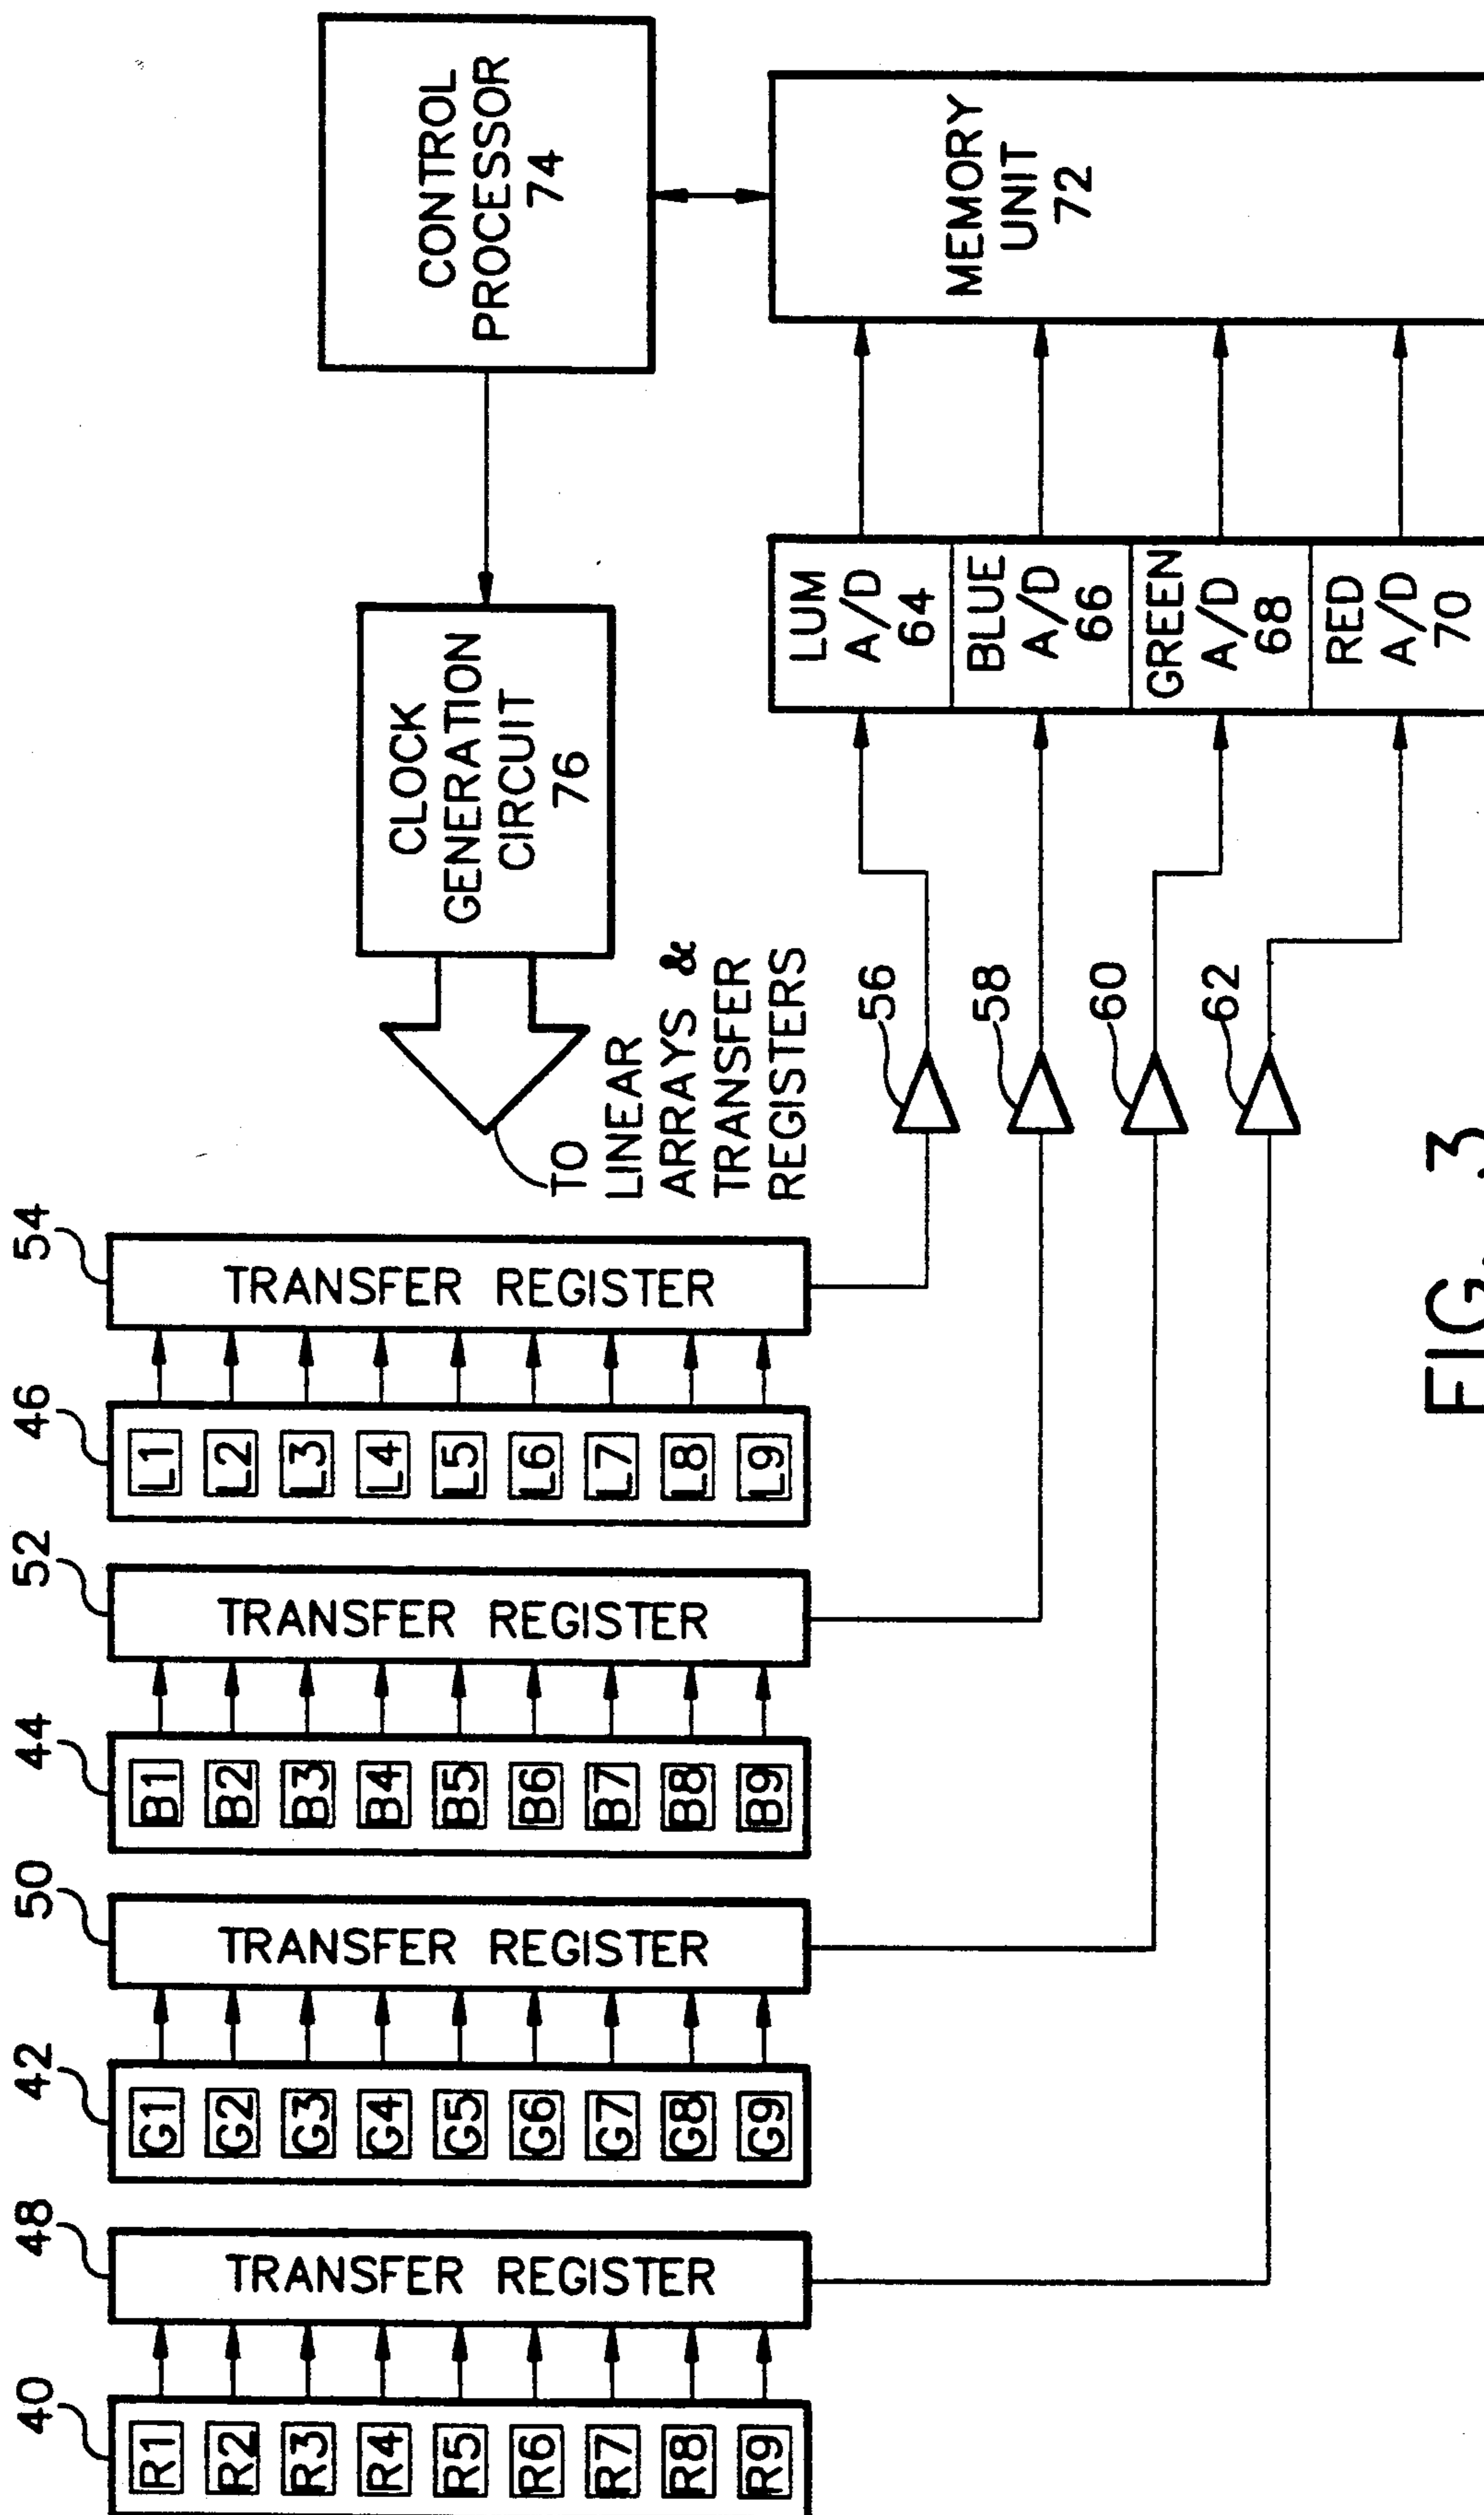 40
R1
R2
R3
R4
R5
R6
R7
R8
R9
48
TRANSFER REGISTER
42
G1
G2
G3
G4
G5
G6
G7
G8
G9
50
TRANSFER REGISTER
44
B1
B2
B3
B4
B5
B6
B7
B8
B9
52
TRANSFER REGISTER
46
L1
L2
L3
L4
L5
L6
L7
L8
L9
54
TRANSFER REGISTER
TO
LINEAR
ARRAYS &
TRANSFER
REGISTERS
CLOCK
GENERATION
CIRCUIT
76
CONTROL
PROCESSOR
74
56
58
60
62
LUM
A/D
64
BLUE
A/D
66
GREEN
A/D
68
RED
A/D
70
MEMORY
UNIT
72
FIG. 3